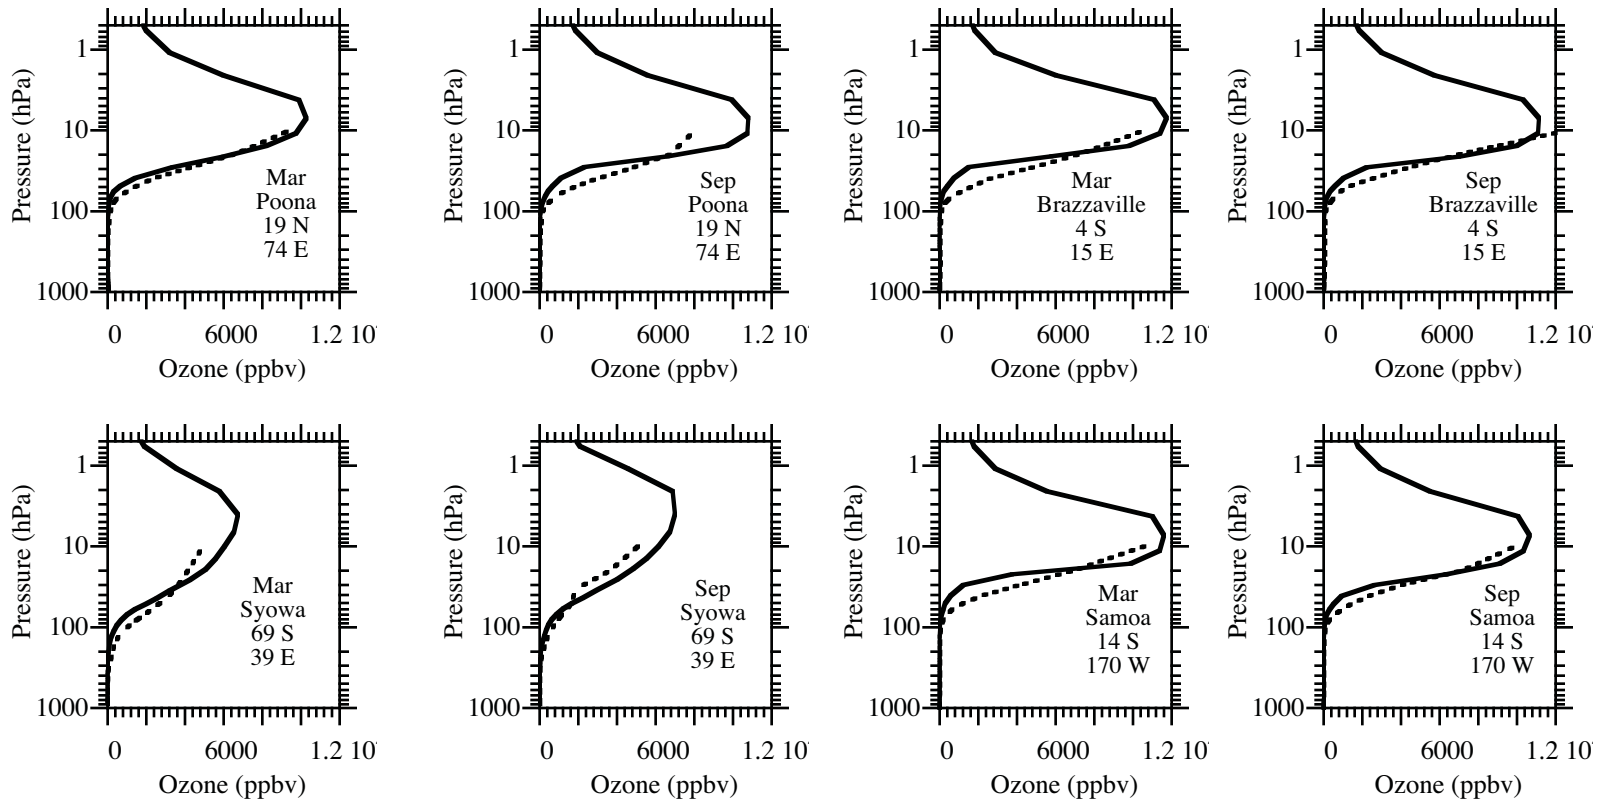 1
10
100
1000
Pressure (hPa)
Mar
Poona
19 N
74 E
0 6000 1.2 10
Ozone (ppbv)
1
10
100
1000
Pressure (hPa)
Sep
Poona
19 N
74 E
0 6000 1.2 10
Ozone (ppbv)
1
10
100
1000
Pressure (hPa)
Mar
Brazzaville
4 S
15 E
0 6000 1.2 10
Ozone (ppbv)
1
10
100
1000
Pressure (hPa)
Sep
Brazzaville
4 S
15 E
0 6000 1.2 10
Ozone (ppbv)
1
10
100
1000
Pressure (hPa)
Mar
Syowa
69 S
39 E
0 6000 1.2 10
Ozone (ppbv)
1
10
100
1000
Pressure (hPa)
Sep
Syowa
69 S
39 E
0 6000 1.2 10
Ozone (ppbv)
1
10
100
1000
Pressure (hPa)
Mar
Samoa
14 S
170 W
0 6000 1.2 10
Ozone (ppbv)
1
10
100
1000
Pressure (hPa)
Sep
Samoa
14 S
170 W
0 6000 1.2 10
Ozone (ppbv)